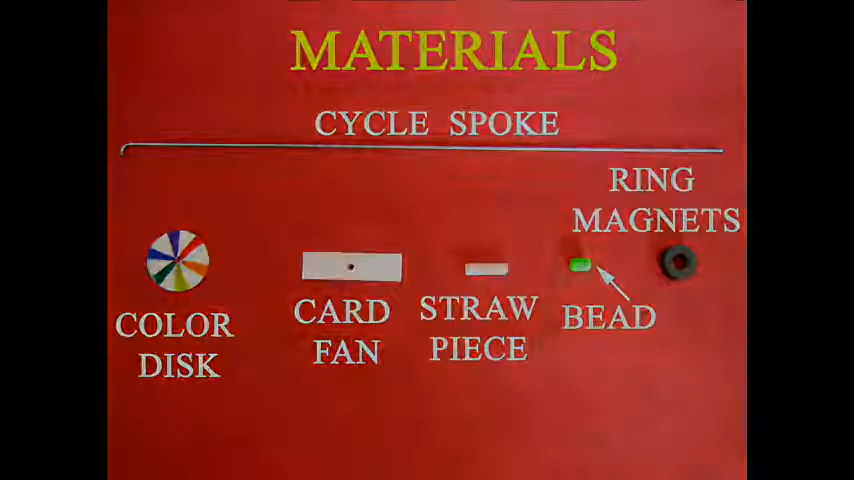 MATERIALS
CYCLE SPOKE
RING
MAGNETS
COLOR
DISK
CARD
FAN
STRAW
PIECE
BEAD